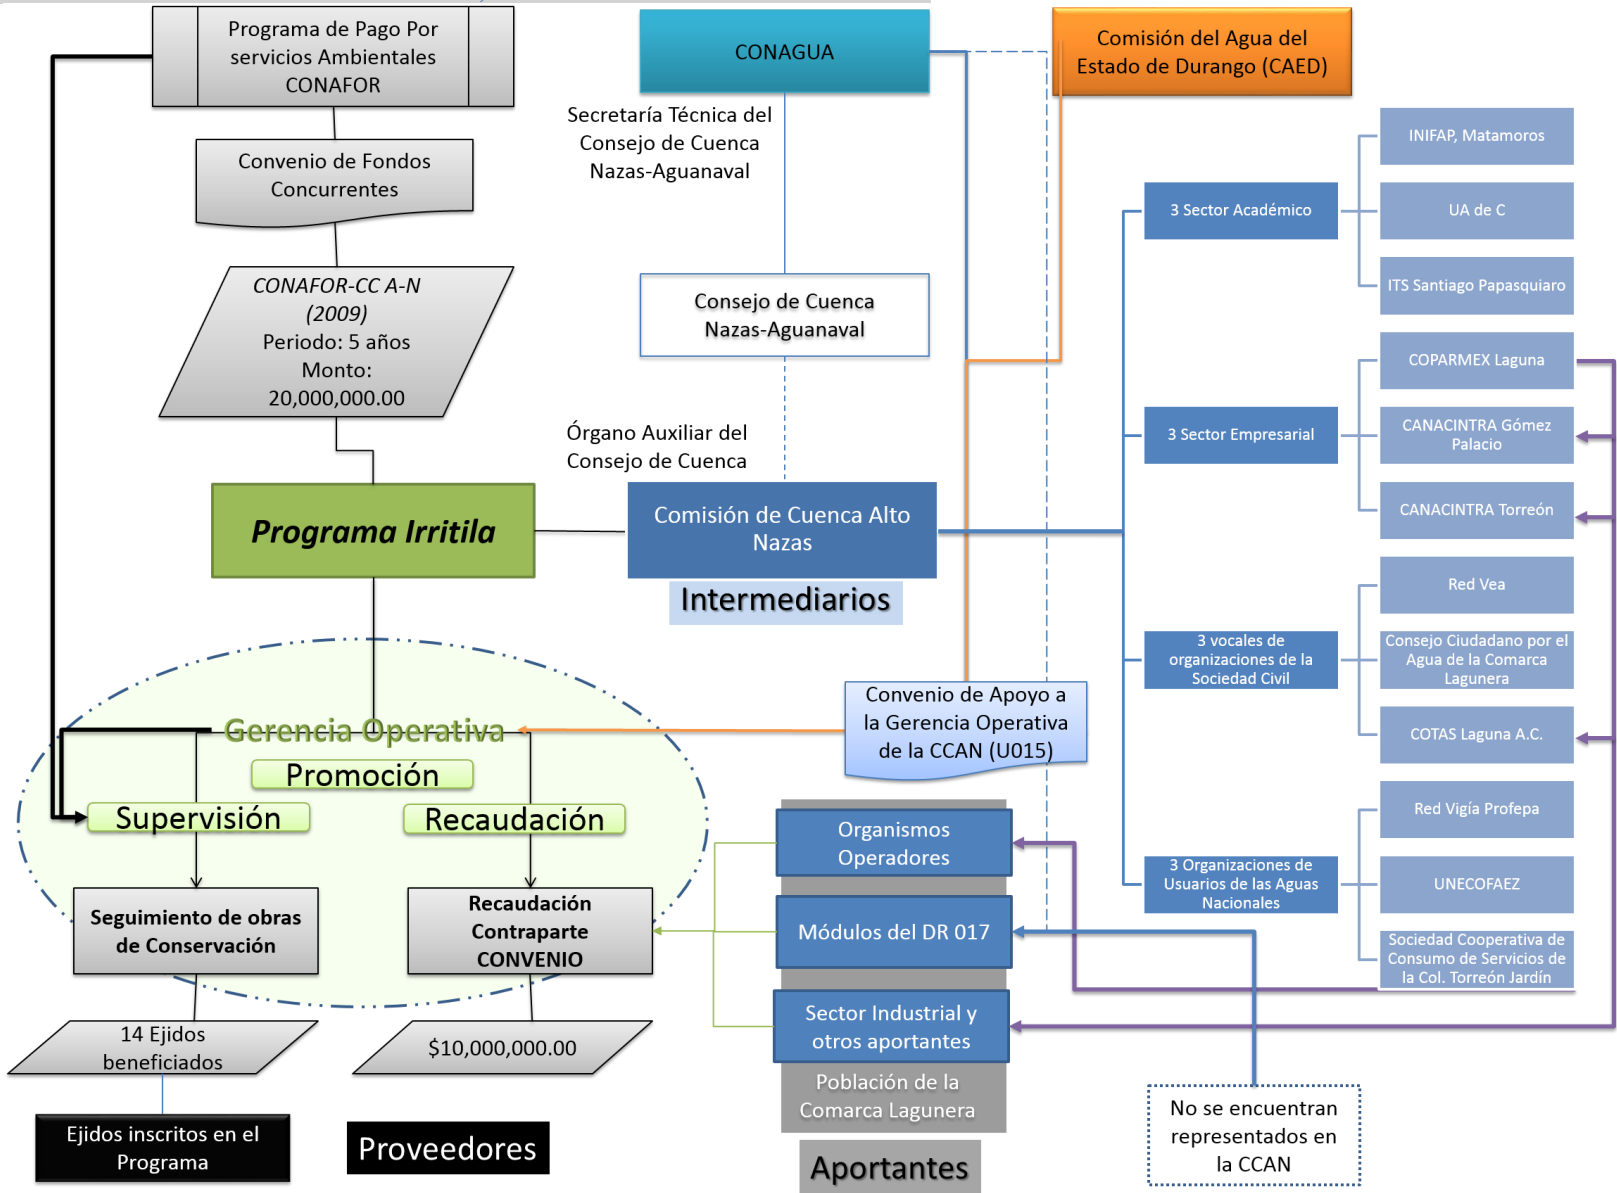 Programa de Pago Por
servicios Ambientales
CONAFOR
Convenio de Fondos
Concurrentes
CONAFOR-CC A-N
(2009)
Periodo: 5 años
Monto:
20,000,000.00
Programa Irritila
CONAGUA
Secretaría Técnica del
Consejo de Cuenca
Nazas-Aguanaval
Consejo de Cuenca
Nazas-Aguanaval
Órgano Auxiliar del
Consejo de Cuenca
Comisión de Cuenca Alto
Nazas
Intermediarios
Comisión del Agua del
Estado de Durango (CAED)
3 Sector Académico
INIFAP, Matamoros
UA de C
ITS Santiago Papasquiaro
3 Sector Empresarial
COPARMEX Laguna
CANACINTRA Gómez
Palacio
CANACINTRA Torreón
3 vocales de
organizaciones de la
Sociedad Civil
Red Vea
Consejo Ciudadano por el
Agua de la Comarca
Lagunera
COTAS Laguna A.C.
3 Organizaciones de
Usuarios de las Aguas
Nacionales
Red Vigía Profepa
UNECOFAEZ
Sociedad Cooperativa de
Consumo de Servicios de
la Col. Torreón Jardín
Gerencia Operativa
Promoción
Supervisión
Recaudación
Convenio de Apoyo a
la Gerencia Operativa
de la CCAN (U015)
Seguimiento de obras
de Conservación
Recaudación
Contraparte
CONVENIO
14 Ejidos
beneficiados
$10,000,000.00
Ejidos inscritos en el
Programa
Proveedores
Organismos
Operadores
Módulos del DR 017
Sector Industrial y
otros aportantes
Población de la
Comarca Lagunera
Aportantes
No se encuentran
representados en
la CCAN